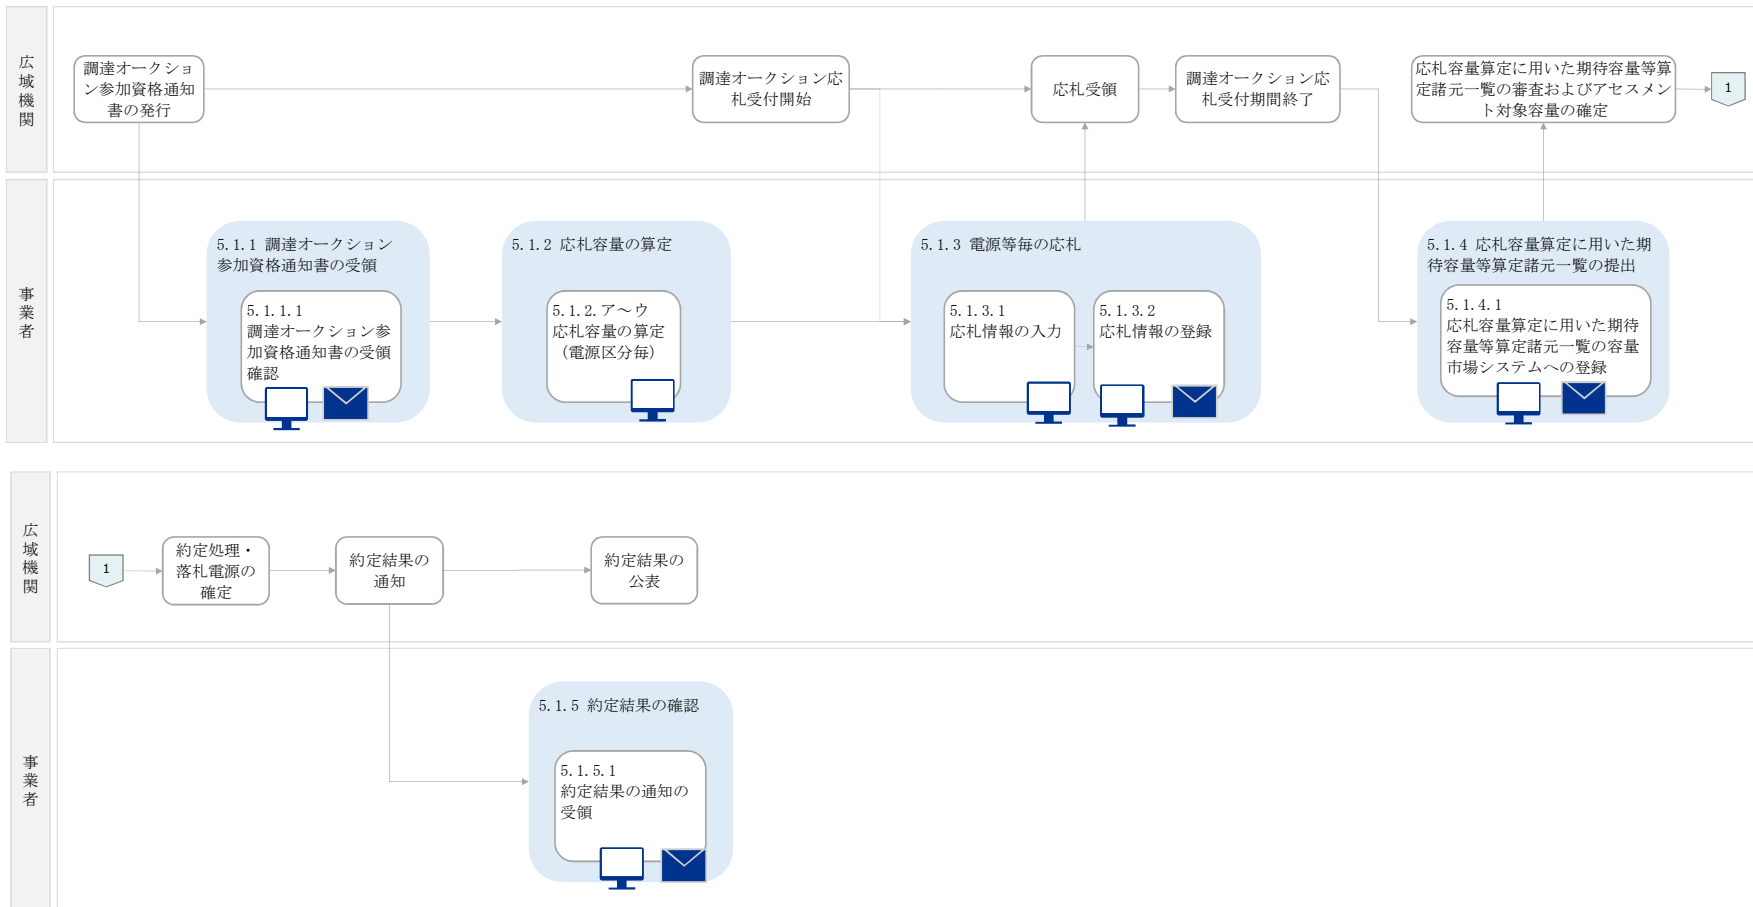 広域機関
調達オークショ
ン参加資格通知
書の発行
調達オークション応
札受付開始
応札受領
調達オークション応
札受付期間終了
応札容量算定に用いた期待容量等算
定諸元一覧の審査およびアセスメン
ト対象容量の確定
1
事業者
5.1.1 調達オークション
参加資格通知書の受領
5.1.1.1
調達オークション参
加資格通知書の受領
確認
5.1.2 応札容量の算定
5.1.2.ア～ウ
応札容量の算定
（電源区分毎）
5.1.3 電源等毎の応札
5.1.3.1
応札情報の入力
5.1.3.2
応札情報の登録
5.1.4 応札容量算定に用いた期
待容量等算定諸元一覧の提出
5.1.4.1
応札容量算定に用いた期待
容量等算定諸元一覧の容量
市場システムへの登録
広域機関
1
約定処理・
落札電源の
確定
約定結果の
通知
約定結果の
公表
事業者
5.1.5 約定結果の確認
5.1.5.1
約定結果の通知の
受領